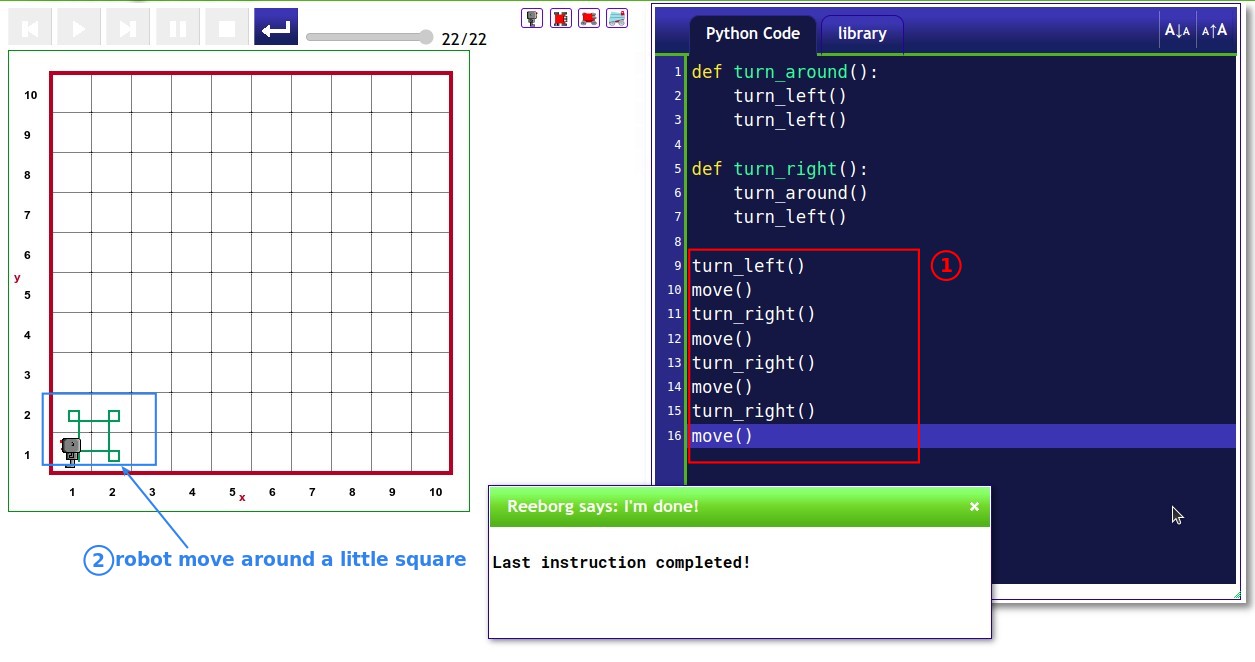 22/22
Python Code
library
A↓A
A↑A
10
9
8
7
6
y
5
4
3
2
1
1 2 3 4 5 x 6 7 8 9 10
② robot move around a little square
1 def turn_around():
2     turn_left()
3     turn_left()
4
5 def turn_right():
6     turn_around()
7     turn_left()
8
9 turn_left()
10 move()
11 turn_right()
12 move()
13 turn_right()
14 move()
15 turn_right()
16 move()
①
Reeborg says: I'm done!
×
Last instruction completed!